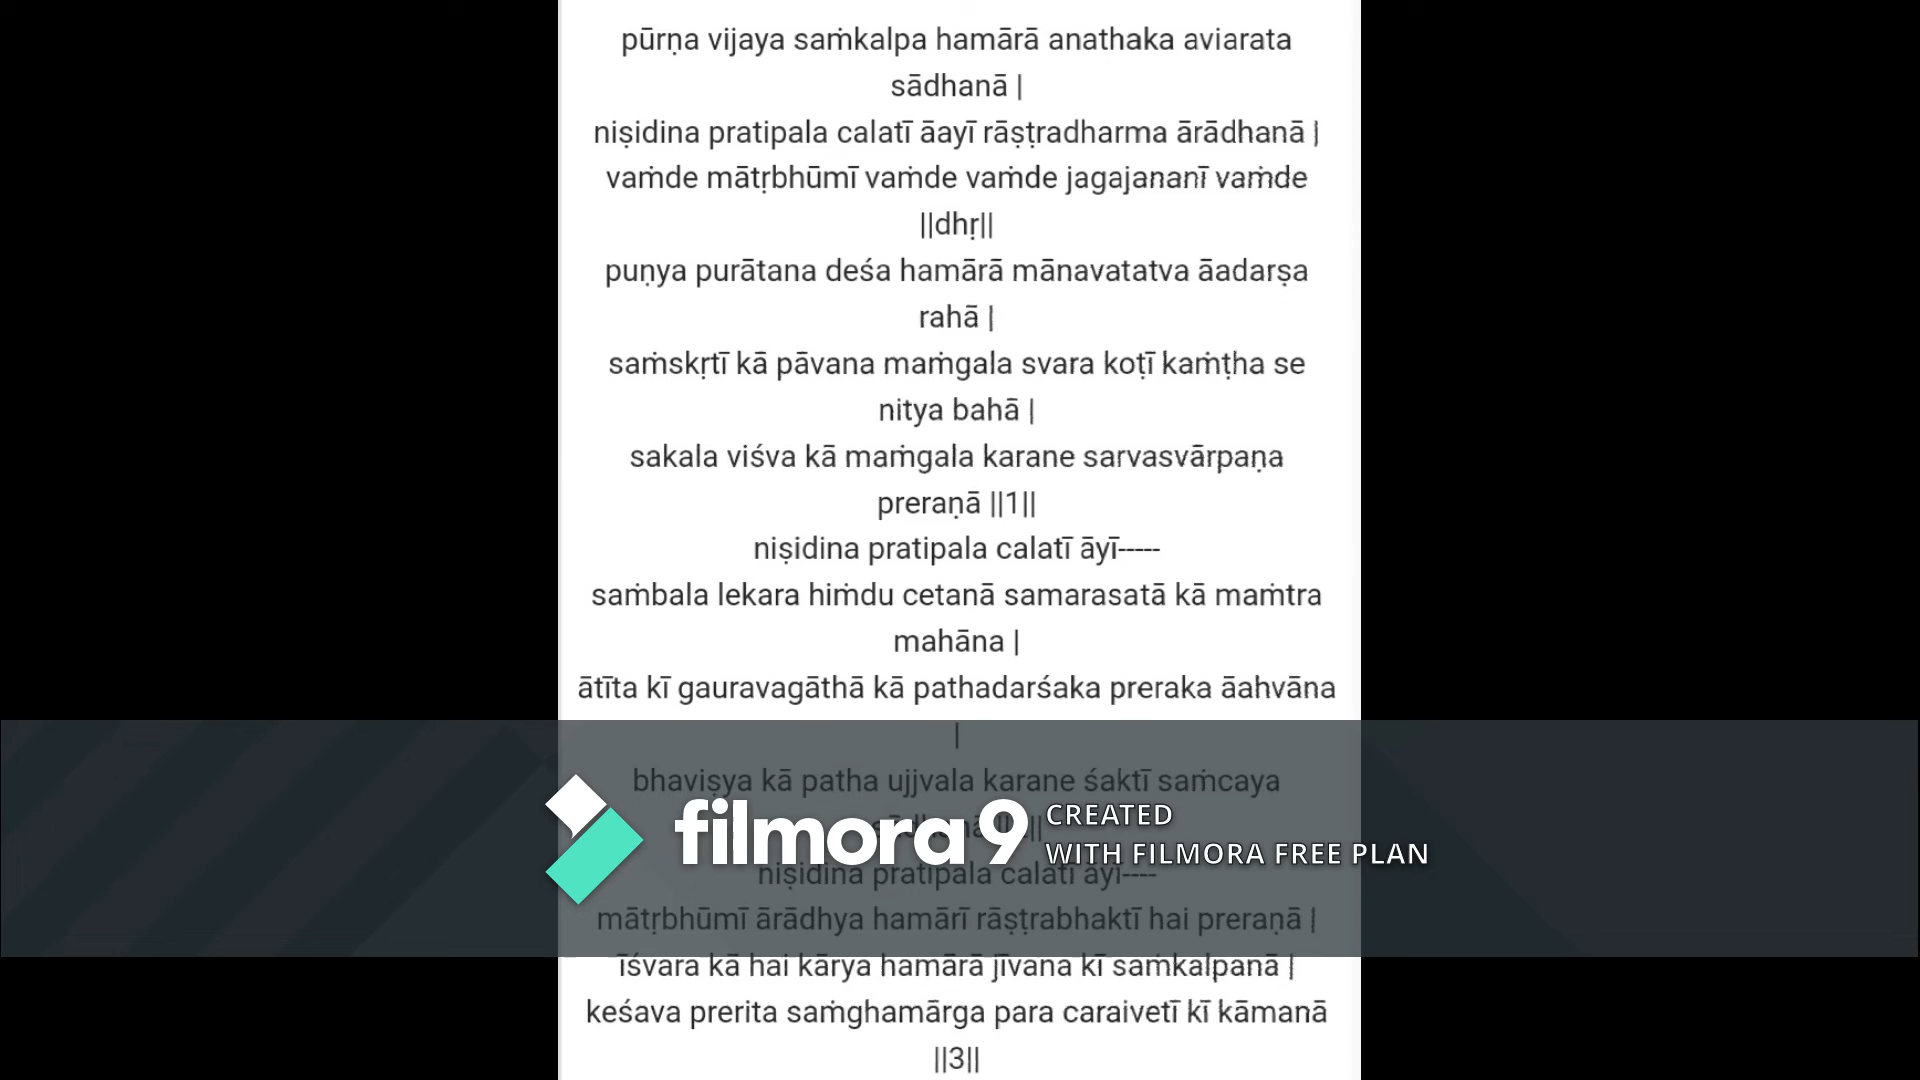 pūrṇa vijaya saṁkalpa hamārā anathaka aviarata
sādhanā |
niṣidina pratipala calatī āayī rāṣṭradharma ārādhanā |
vaṁde mātṛbhūmī vaṁde vaṁde jagajananī vaṁde
||dhṛ||
puṇya purātana deśa hamārā mānavatatva āadarṣa
rahā |
saṁskṛtī kā pāvana maṁgala svara koṭī kaṁṭha se
nitya bahā |
sakala viśva kā maṁgala karane sarvasvārpaṇa
preraṇā ||1||
niṣidina pratipala calatī āyī-----
saṁbala lekara hiṁdu cetanā samarasatā kā maṁtra
mahāna |
ātīta kī gauravagāthā kā pathadarśaka preraka āahvāna
|
bhaviṣya kā patha ujjvala karane śaktī saṁcaya
filmora9 CREATED
WITH FILMORA FREE PLAN
niṣidina pratipala calatī āyī----
mātṛbhūmī ārādhya hamārī rāṣṭrabhaktī hai preraṇā |
īśvara kā hai kārya hamārā jīvana kī saṁkalpanā |
keśava prerita saṁghamārga para caraivetī kī kāmanā
||3||